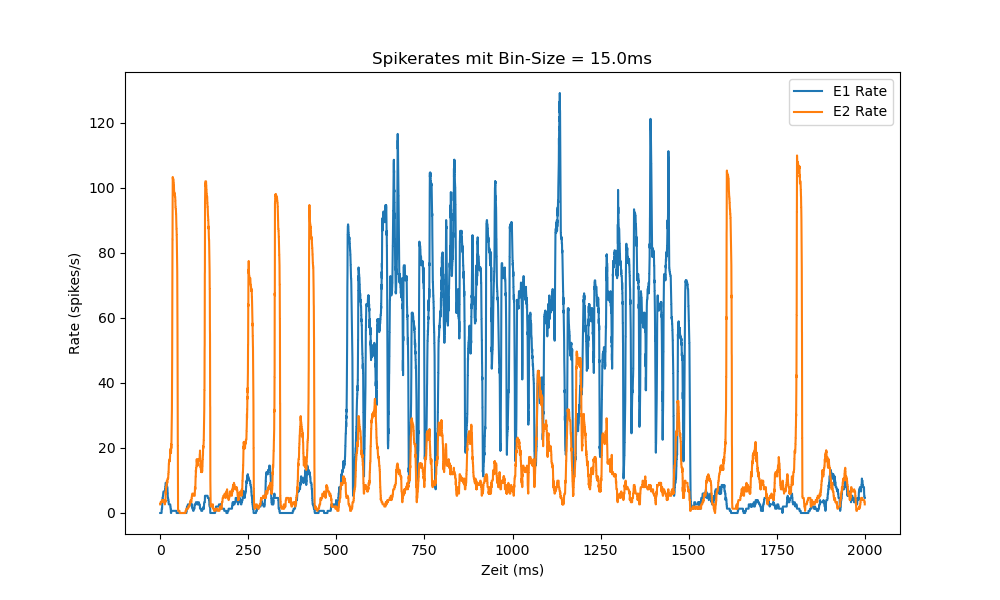 Spikerates mit Bin-Size = 15.0ms
E1 Rate
E2 Rate
Rate (spikes/s)
120
100
80
60
40
20
0
0 250 500 750 1000 1250 1500 1750 2000
Zeit (ms)